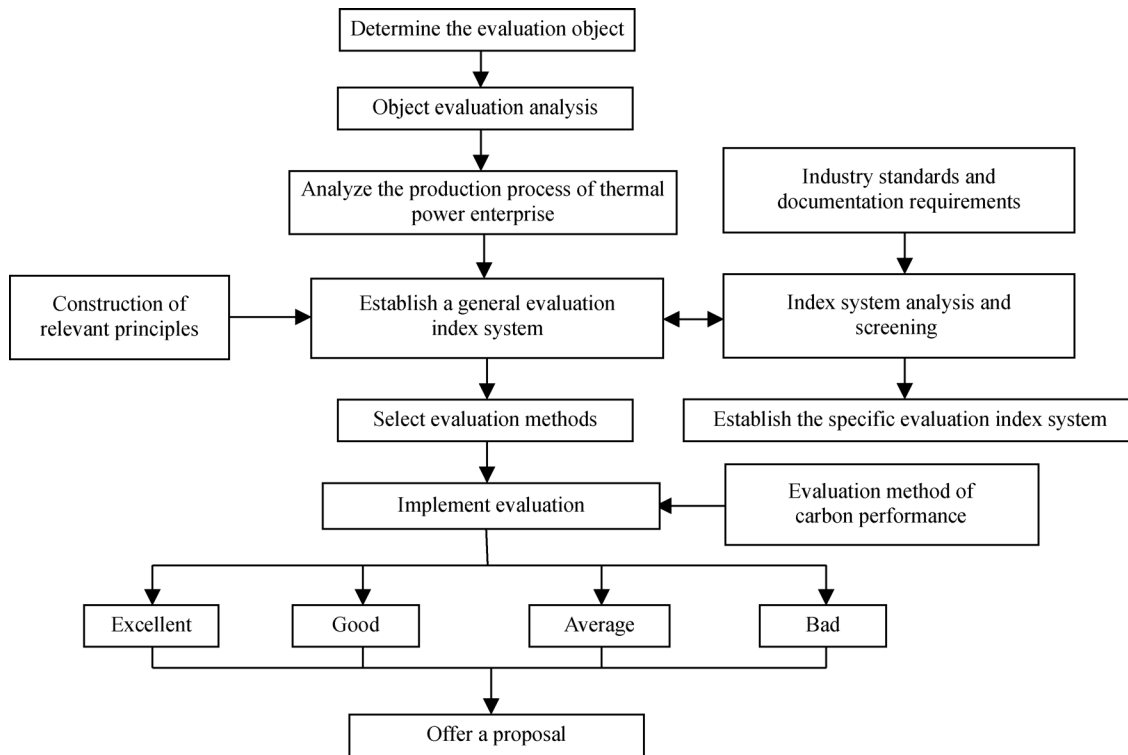 Determine the evaluation object
Object evaluation analysis
Analyze the production process of thermal
power enterprise
Industry standards and
documentation requirements
Construction of
relevant principles
Establish a general evaluation
index system
Index system analysis and
screening
Select evaluation methods
Establish the specific evaluation index system
Implement evaluation
Evaluation method of
carbon performance
Excellent
Good
Average
Bad
Offer a proposal